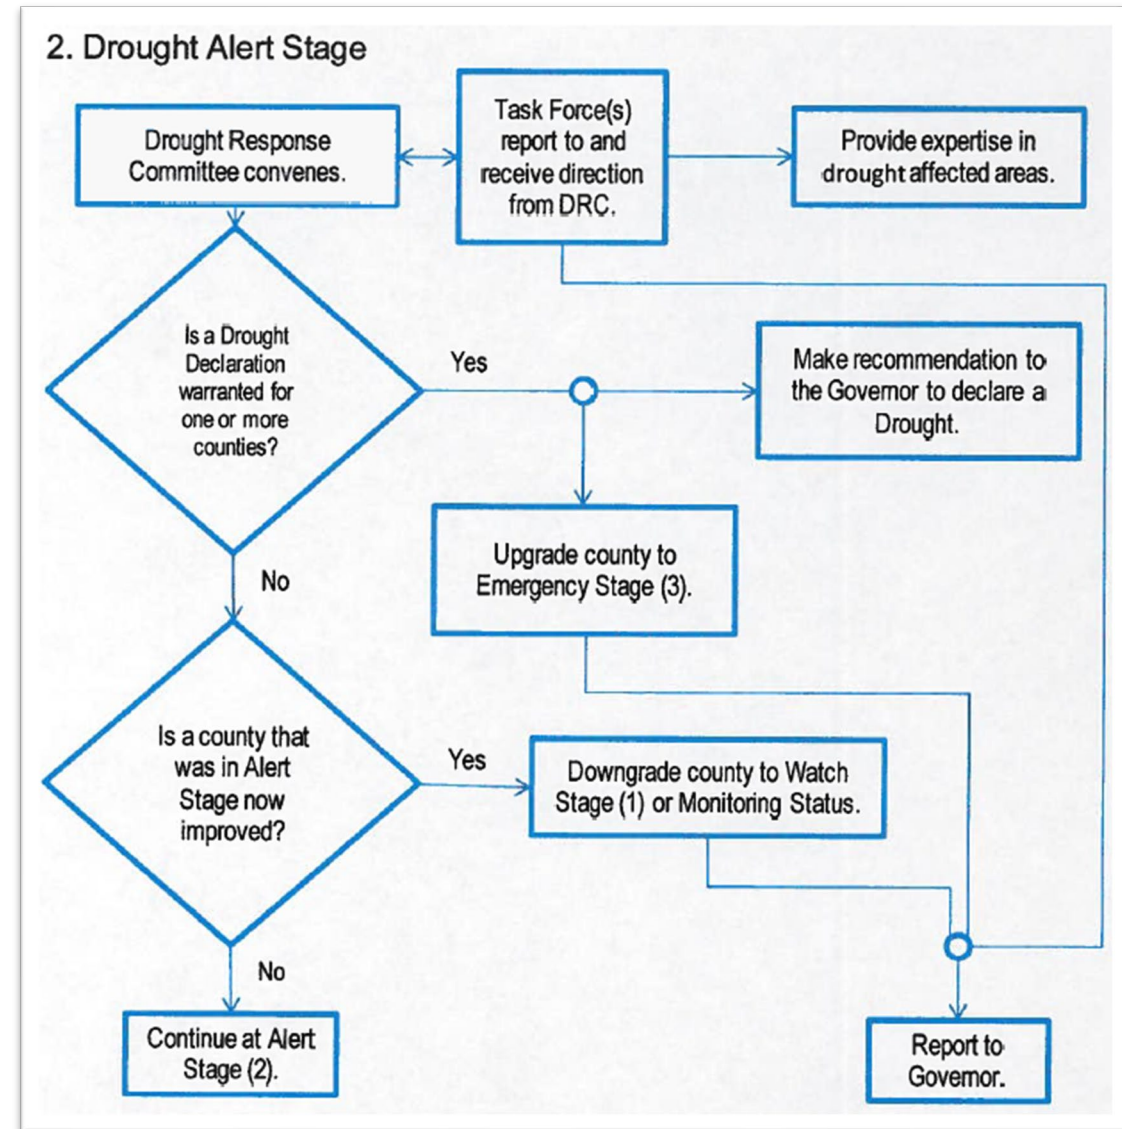 2. Drought Alert Stage
Drought Response
Committee convenes.
Task Force(s)
report to and
receive direction
from DRC.
Provide expertise in
drought affected areas.
Is a Drought
Declaration
warranted for
one or more
counties?
Yes
Make recommendation to
the Governor to declare a
Drought.
Upgrade county to
Emergency Stage (3).
No
Is a county that
was in Alert
Stage now
improved?
Yes
Downgrade county to Watch
Stage (1) or Monitoring Status.
No
Continue at Alert
Stage (2).
Report to
Governor.